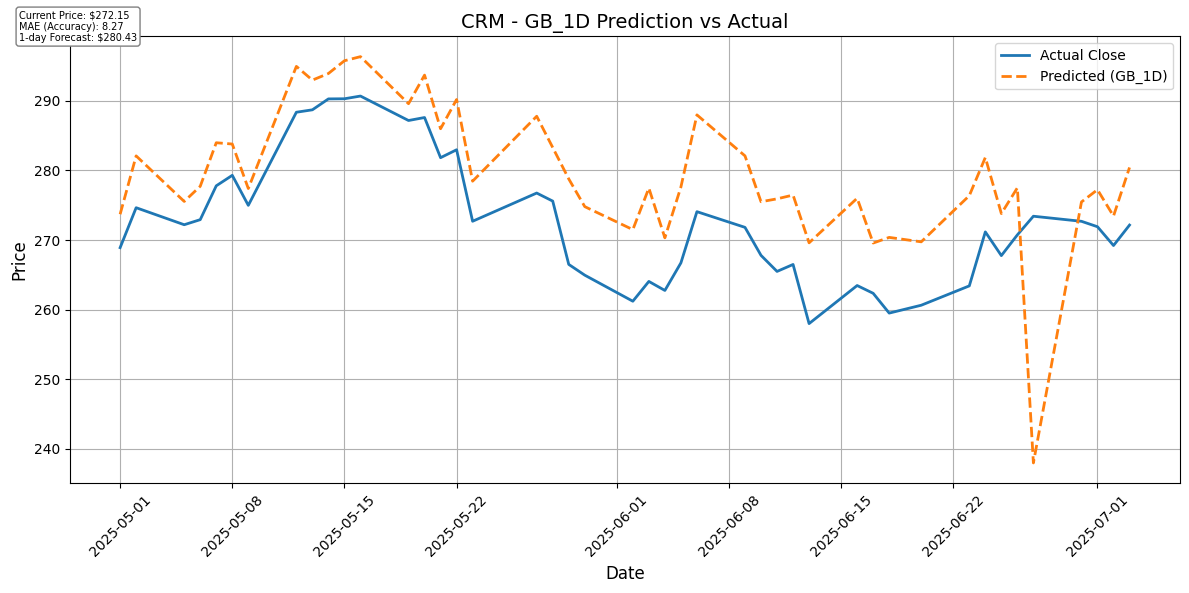 Current Price: $272.15
MAE (Accuracy): 8.27
1-day Forecast: $280.43
CRM - GB_1D Prediction vs Actual
Actual Close
Predicted (GB_1D)
Price
290
280
270
260
250
240
2025-05-01
2025-05-08
2025-05-15
2025-05-22
2025-06-01
2025-06-08
2025-06-15
2025-06-22
2025-07-01
Date